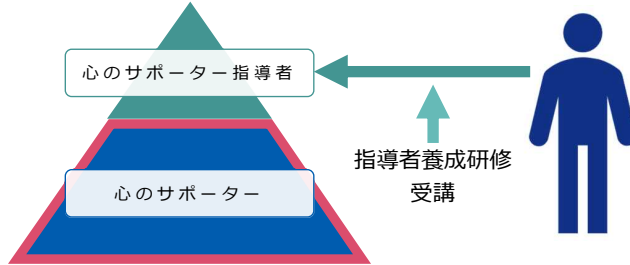 心のサポーター指導者
指導者養成研修
受講
心のサポーター